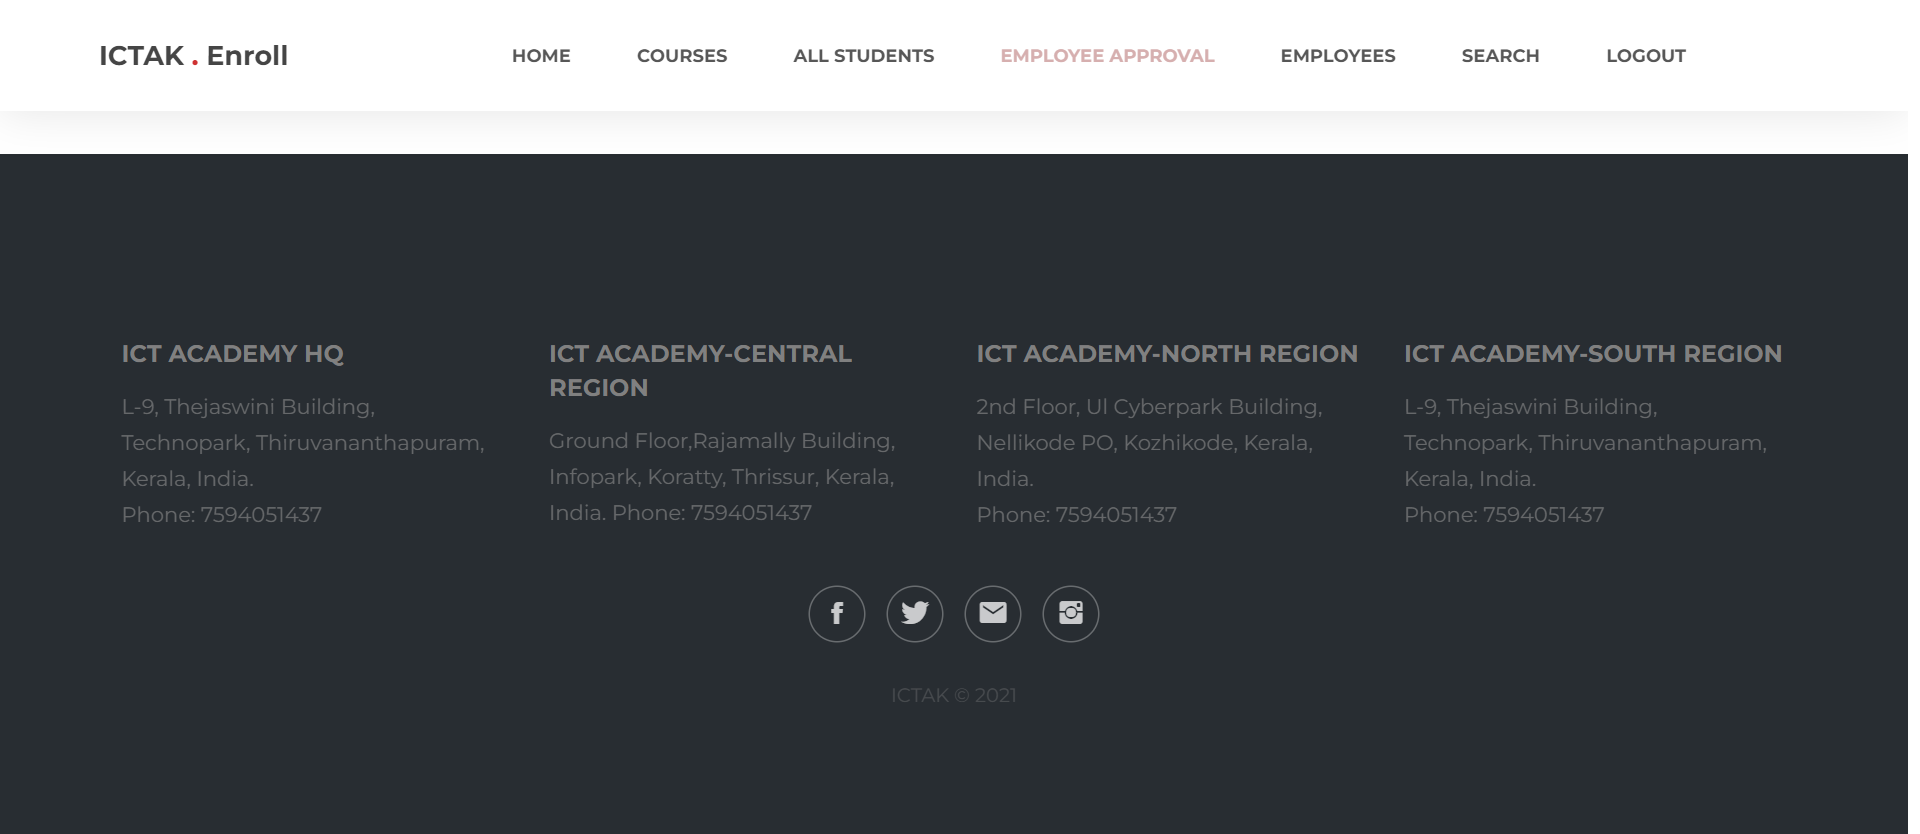 ICTAK . Enroll
HOME
COURSES
ALL STUDENTS
EMPLOYEE APPROVAL
EMPLOYEES
SEARCH
LOGOUT
ICT ACADEMY HQ
L-9, Thejaswini Building,
Technopark, Thiruvananthapuram,
Kerala, India.
Phone: 7594051437
ICT ACADEMY-CENTRAL
REGION
Ground Floor,Rajamally Building,
Infopark, Koratty, Thrissur, Kerala,
India. Phone: 7594051437
ICT ACADEMY-NORTH REGION
2nd Floor, Ul Cyberpark Building,
Nellikode PO, Kozhikode, Kerala,
India.
Phone: 7594051437
ICT ACADEMY-SOUTH REGION
L-9, Thejaswini Building,
Technopark, Thiruvananthapuram,
Kerala, India.
Phone: 7594051437
ICTAK © 2021